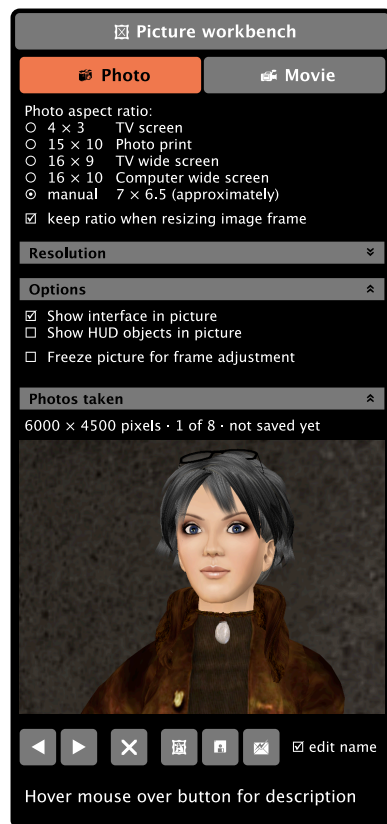 Picture workbench
Photo
Movie
Photo aspect ratio:
4 × 3 TV screen
15 × 10 Photo print
16 × 9 TV wide screen
16 × 10 Computer wide screen
manual 7 × 6.5 (approximately)
keep ratio when resizing image frame
Resolution
Options
Show interface in picture
Show HUD objects in picture
Freeze picture for frame adjustment
Photos taken
6000 × 4500 pixels · 1 of 8 · not saved yet
edit name
Hover mouse over button for description